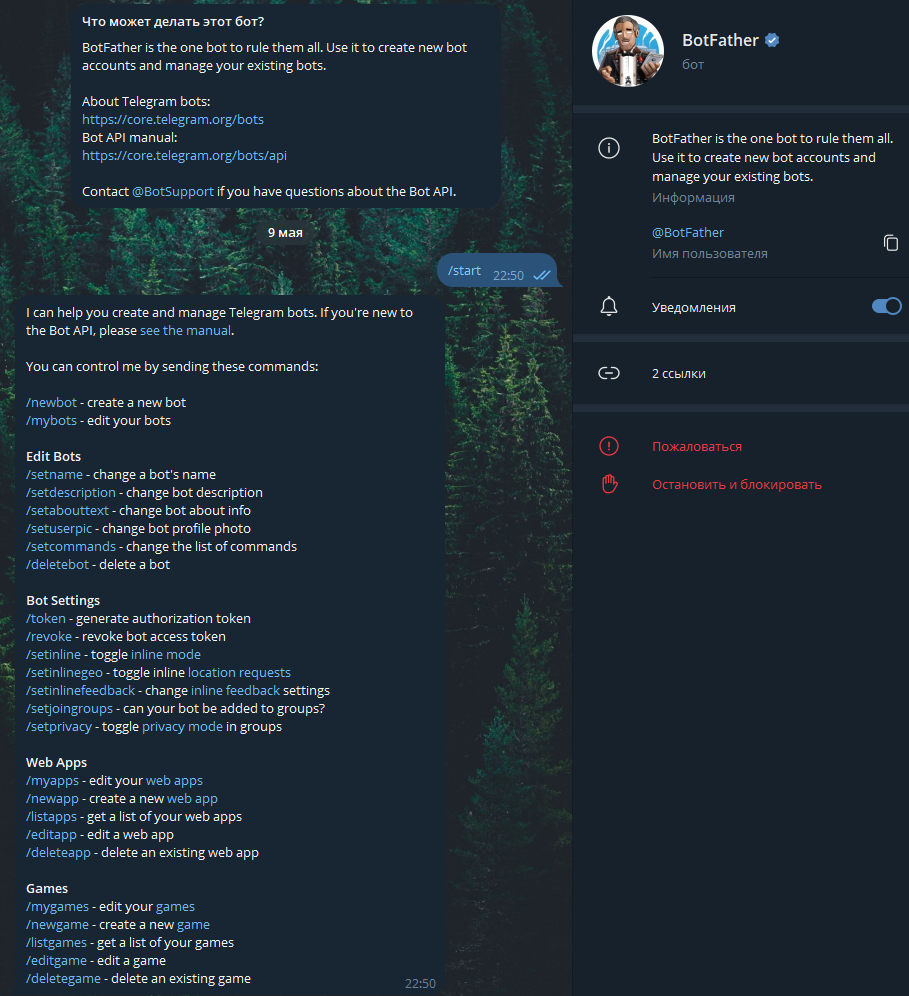 Что может делать этот бот?
BotFather is the one bot to rule them all. Use it to create new bot
accounts and manage your existing bots.
About Telegram bots:
https://core.telegram.org/bots
Bot API manual:
https://core.telegram.org/bots/api
Contact @BotSupport if you have questions about the Bot API.
9 мая
/start 22:50
I can help you create and manage Telegram bots. If you're new to
the Bot API, please see the manual.
You can control me by sending these commands:
/newbot - create a new bot
/mybots - edit your bots
Edit Bots
/setname - change a bot's name
/setdescription - change bot description
/setabouttext - change bot about info
/setuserpic - change bot profile photo
/setcommands - change the list of commands
/deletebot - delete a bot
Bot Settings
/token - generate authorization token
/revoke - revoke bot access token
/setinline - toggle inline mode
/setinlinegeo - toggle inline location requests
/setinlinefeedback - change inline feedback settings
/setjoingroups - can your bot be added to groups?
/setprivacy - toggle privacy mode in groups
Web Apps
/myapps - edit your web apps
/newapp - create a new web app
/listapps - get a list of your web apps
/editapp - edit a web app
/deleteapp - delete an existing web app
Games
/mygames - edit your games
/newgame - create a new game
/listgames - get a list of your games
/editgame - edit a game
/deletegame - delete an existing game
22:50
BotFather
бот
BotFather is the one bot to rule them all.
Use it to create new bot accounts and
manage your existing bots.
Информация
@BotFather
Имя пользователя
Уведомления
2 ссылки
Пожаловаться
Остановить и блокировать